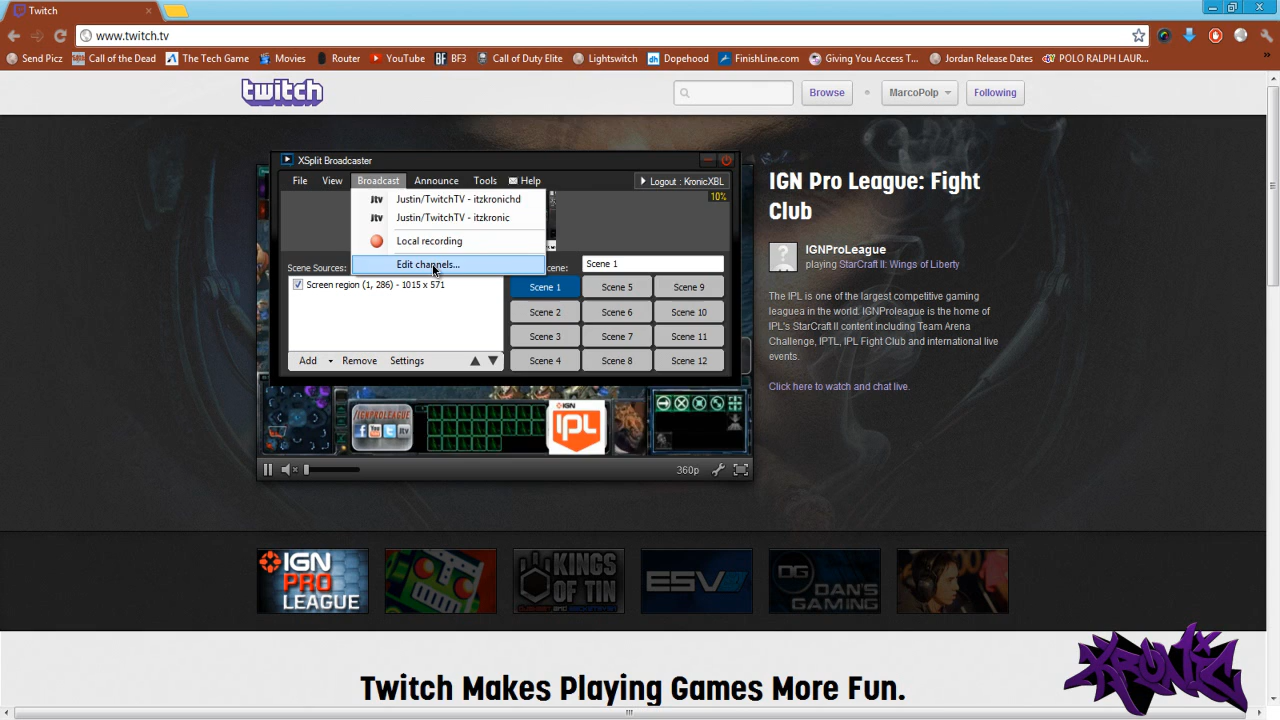 Twitch
www.twitch.tv
Send Picz Call of the Dead The Tech Game Movies Router YouTube BF3 Call of Duty Elite Lightswitch Dopehood FinishLine.com Giving You Access T... Jordan Release Dates POLO RALPH LAUR...
twitch Browse MarcoPolp Following
XSplit Broadcaster
File View Broadcast Announce Tools Help Logout : KronicXBL
10%
Justin/TwitchTV - itzkronichd
Justin/TwitchTV - itzkronic
Local recording
Edit channels...
Scene Sources: ene: Scene 1
Screen region (1, 286) - 1015 x 571
Scene 1 Scene 5 Scene 9
Scene 2 Scene 6 Scene 10
Scene 3 Scene 7 Scene 11
Scene 4 Scene 8 Scene 12
Add Remove Settings
/IGNPROLEAGUE
IGN
IPL
360p
IGN Pro League: Fight
Club
IGNProLeague
playing StarCraft II: Wings of Liberty
The IPL is one of the largest competitive gaming
leaguea in the world. IGNProleague is the home of
IPL's StarCraft II content including Team Arena
Challenge, IPTL, IPL Fight Club and international live
events.
Click here to watch and chat live.
IGN
PRO
LEAGUE
KINGS
OF TIN
ESV
DG DAN'S
GAMING
Twitch Makes Playing Games More Fun.
KRONIC